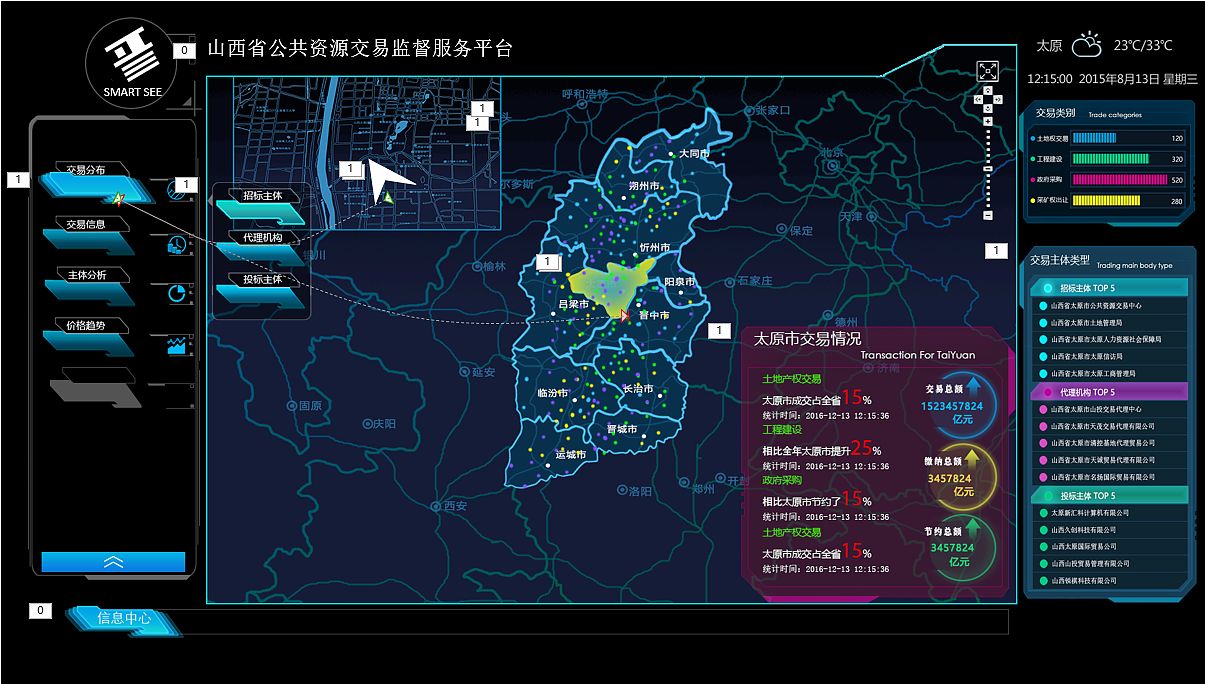 山西省公共资源交易监督服务平台
SMART SEE
0
太原
23℃/33℃
12:15:00 2015年8月13日 星期三
交易类别 Trade categories
土地权交易 120
工程建设 320
政府采购 520
采矿权出让 280
交易主体类型 Trading main body type
招标主体 TOP 5
山西省太原市公共资源交易中心
山西省太原市土地管理局
山西省太原市太原人力资源社会保障局
山西省太原市太原信访局
山西省太原市太原工商管理局
代理机构 TOP 5
山西省太原市山投交易代理中心
山西省太原市天茂交易代理有限公司
山西省太原市清控基地代理贸易公司
山西省太原市天诚贸易代理有限公司
山西省太原市名扬国际贸易有限公司
投标主体 TOP 5
太原新汇科计算机有限公司
山西久创科技有限公司
山西太原国际贸易公司
山西山投贸易管理有限公司
山西锐祺科技有限公司
1
交易分布
1
交易信息
主体分析
价格趋势
1
1
1
招标主体
代理机构
投标主体
1
1
1
呼和浩特
张家口
北京
天津
保定
石家庄
德州
济南
尔多斯
银川
榆林
延安
固原
庆阳
西安
洛阳
郑州
开封
大同市
朔州市
忻州市
阳泉市
吕梁市
晋中市
临汾市
长治市
晋城市
运城市
太原市交易情况
Transaction For TaiYuan
土地产权交易
太原市成交占全省15%
统计时间：2016-12-13 12:15:36
工程建设
相比全年太原市提升25%
统计时间：2016-12-13 12:15:36
政府采购
相比太原市节约了15%
统计时间：2016-12-13 12:15:36
土地产权交易
太原市成交占全省15%
统计时间：2016-12-13 12:15:36
交易总额
1523457824
亿元
缴纳总额
3457824
亿元
节约总额
3457824
亿元
0
信息中心